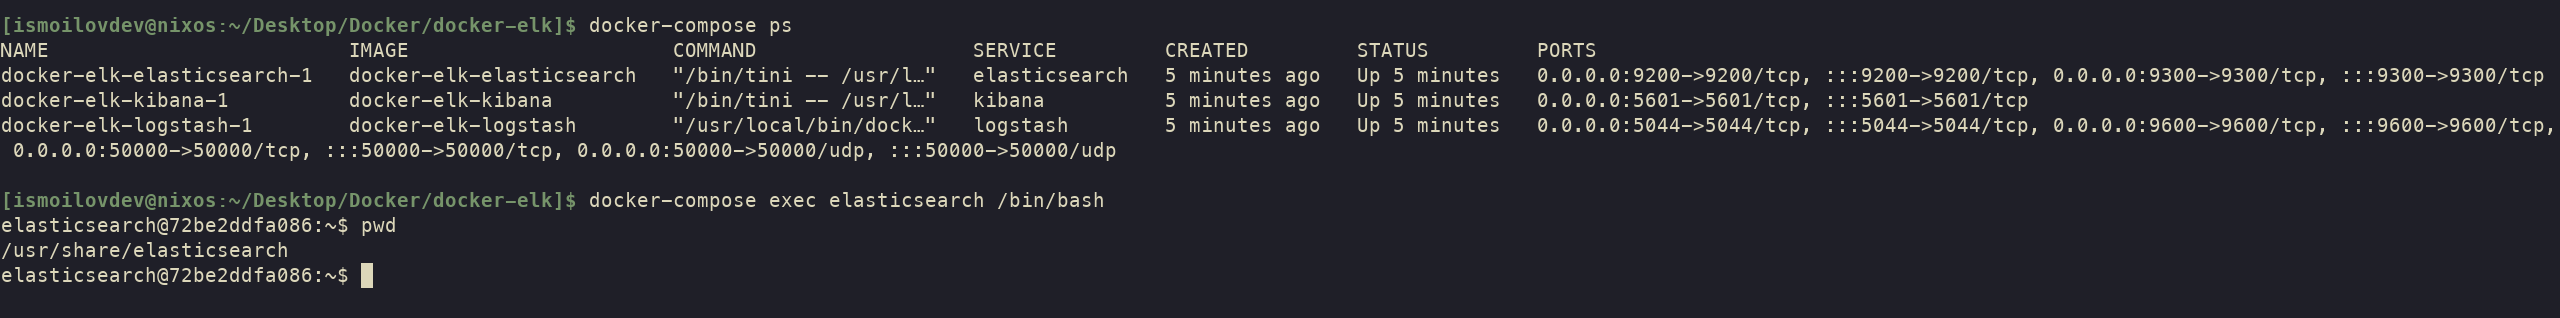 [ismoilovdev@nixos:~/Desktop/Docker/docker-elk]$ docker-compose ps
NAME                         IMAGE                      COMMAND                  SERVICE         CREATED         STATUS         PORTS
docker-elk-elasticsearch-1   docker-elk-elasticsearch   "/bin/tini -- /usr/l…"   elasticsearch   5 minutes ago   Up 5 minutes   0.0.0.0:9200->9200/tcp, :::9200->9200/tcp, 0.0.0.0:9300->9300/tcp, :::9300->9300/tcp
docker-elk-kibana-1          docker-elk-kibana          "/bin/tini -- /usr/l…"   kibana          5 minutes ago   Up 5 minutes   0.0.0.0:5601->5601/tcp, :::5601->5601/tcp
docker-elk-logstash-1        docker-elk-logstash        "/usr/local/bin/dock…"   logstash        5 minutes ago   Up 5 minutes   0.0.0.0:5044->5044/tcp, :::5044->5044/tcp, 0.0.0.0:9600->9600/tcp, :::9600->9600/tcp,
 0.0.0.0:50000->50000/tcp, :::50000->50000/tcp, 0.0.0.0:50000->50000/udp, :::50000->50000/udp
[ismoilovdev@nixos:~/Desktop/Docker/docker-elk]$ docker-compose exec elasticsearch /bin/bash
elasticsearch@72be2ddfa086:~$ pwd
/usr/share/elasticsearch
elasticsearch@72be2ddfa086:~$